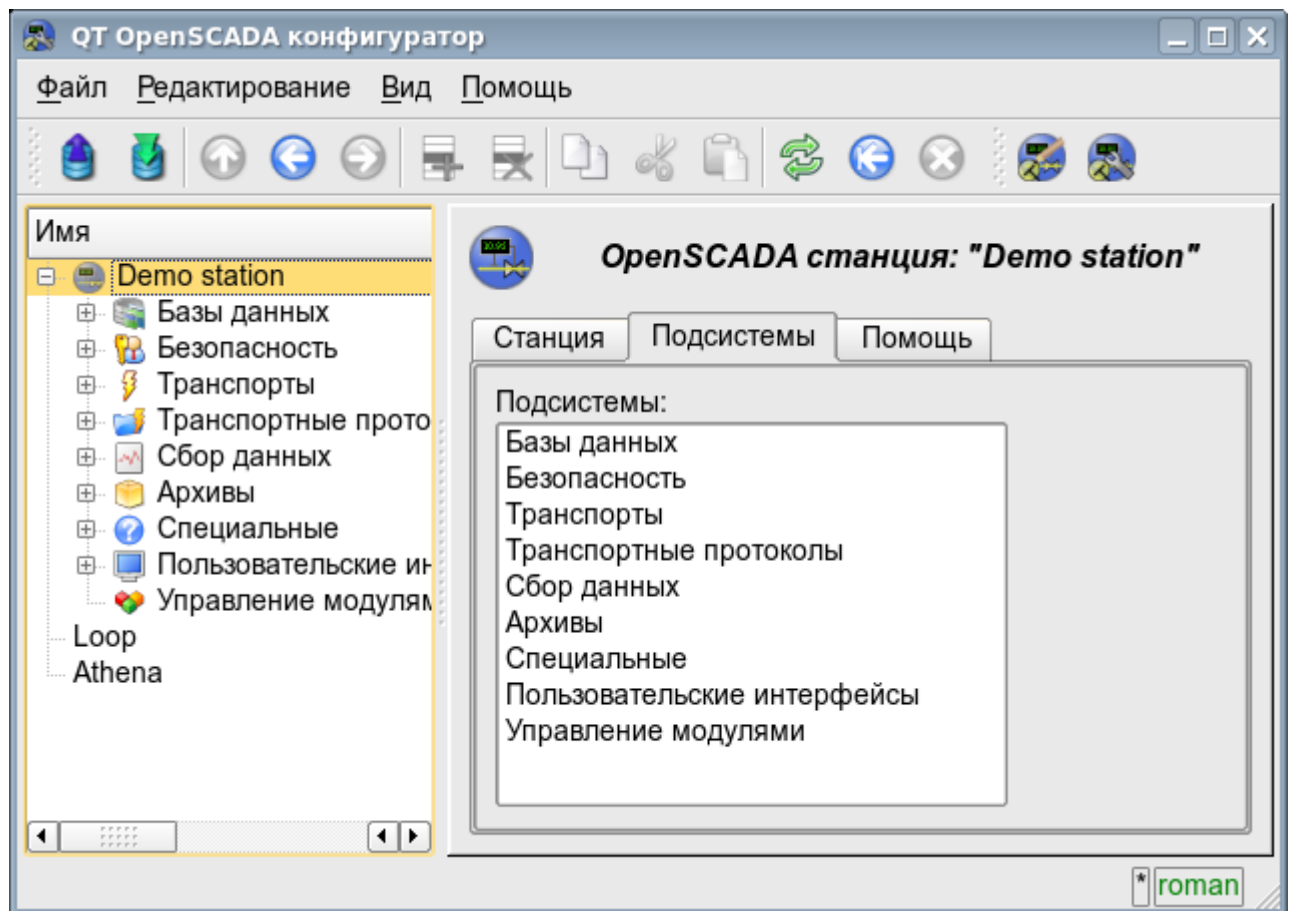 QT OpenSCADA конфигуратор
Файл Редактирование Вид Помощь
Имя
Demo station
Базы данных
Безопасность
Транспорты
Транспортные прото
Сбор данных
Архивы
Специальные
Пользовательские ин
Управление модулям
Loop
Athena
OpenSCADA станция: "Demo station"
Станция Подсистемы Помощь
Подсистемы:
Базы данных
Безопасность
Транспорты
Транспортные протоколы
Сбор данных
Архивы
Специальные
Пользовательские интерфейсы
Управление модулями
* roman